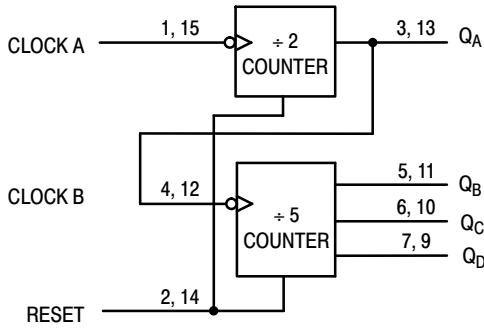 CLOCK A
1, 15
÷ 2
COUNTER
3, 13
QA
CLOCK B
4, 12
÷ 5
COUNTER
5, 11
QB
6, 10
QC
7, 9
QD
RESET
2, 14